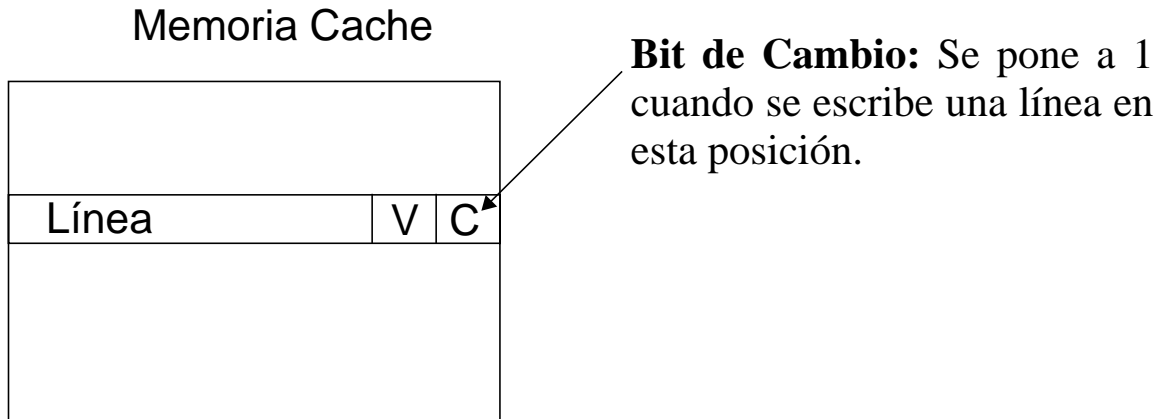 Memoria Cache
Bit de Cambio: Se pone a 1
cuando se escribe una línea en
esta posición.
Línea V C